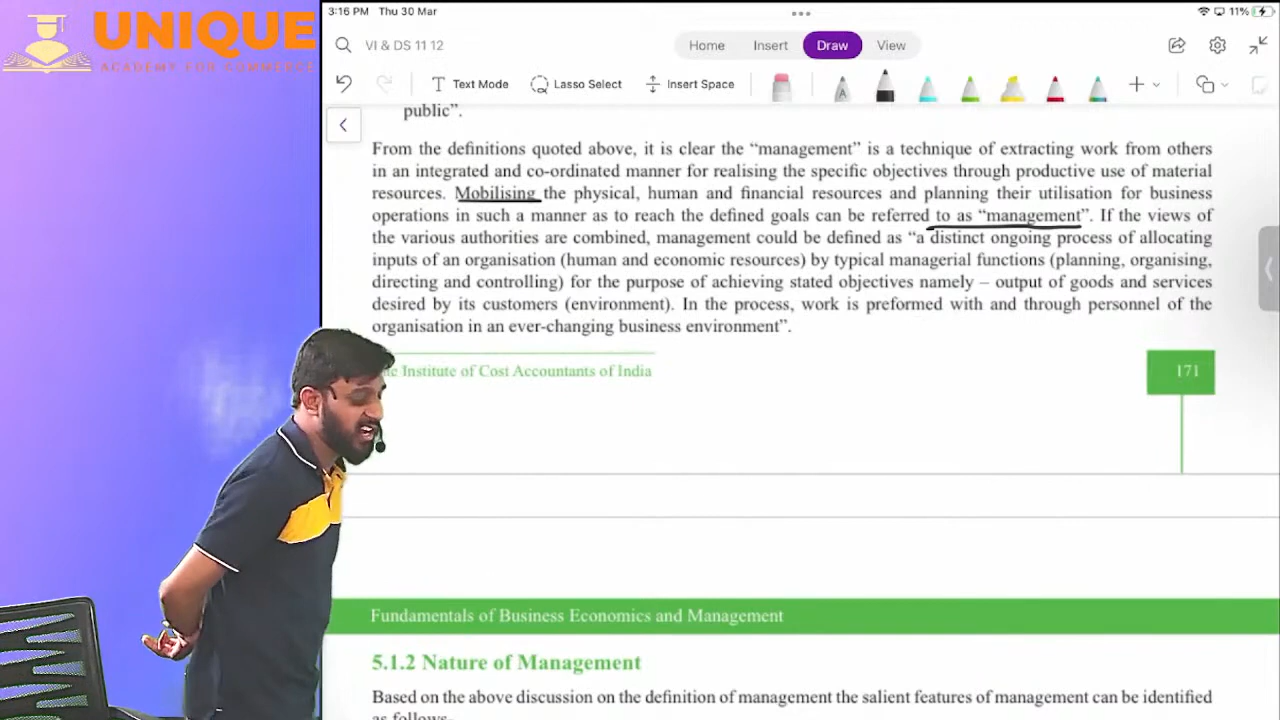 UNIQUE
ACADEMY FOR COMMERCE
3:16 PM Thu 30 Mar
11%
VI & DS 11 12
Home Insert Draw View
Text Mode Lasso Select Insert Space
public”.
From the definitions quoted above, it is clear the “management” is a technique of extracting work from others
in an integrated and co-ordinated manner for realising the specific objectives through productive use of material
resources. Mobilising the physical, human and financial resources and planning their utilisation for business
operations in such a manner as to reach the defined goals can be referred to as “management”. If the views of
the various authorities are combined, management could be defined as “a distinct ongoing process of allocating
inputs of an organisation (human and economic resources) by typical managerial functions (planning, organising,
directing and controlling) for the purpose of achieving stated objectives namely – output of goods and services
desired by its customers (environment). In the process, work is preformed with and through personnel of the
organisation in an ever-changing business environment”.
Institute of Cost Accountants of India
171
Fundamentals of Business Economics and Management
5.1.2 Nature of Management
Based on the above discussion on the definition of management the salient features of management can be identified
as follows-